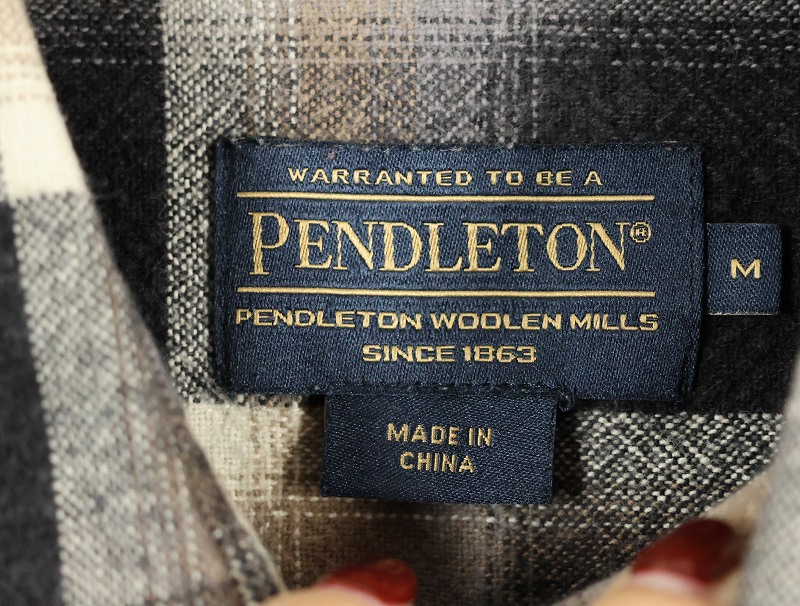 WARRANTED TO BE A
PENDLETON®
M
PENDLETON WOOLEN MILLS
SINCE 1863
MADE IN
CHINA